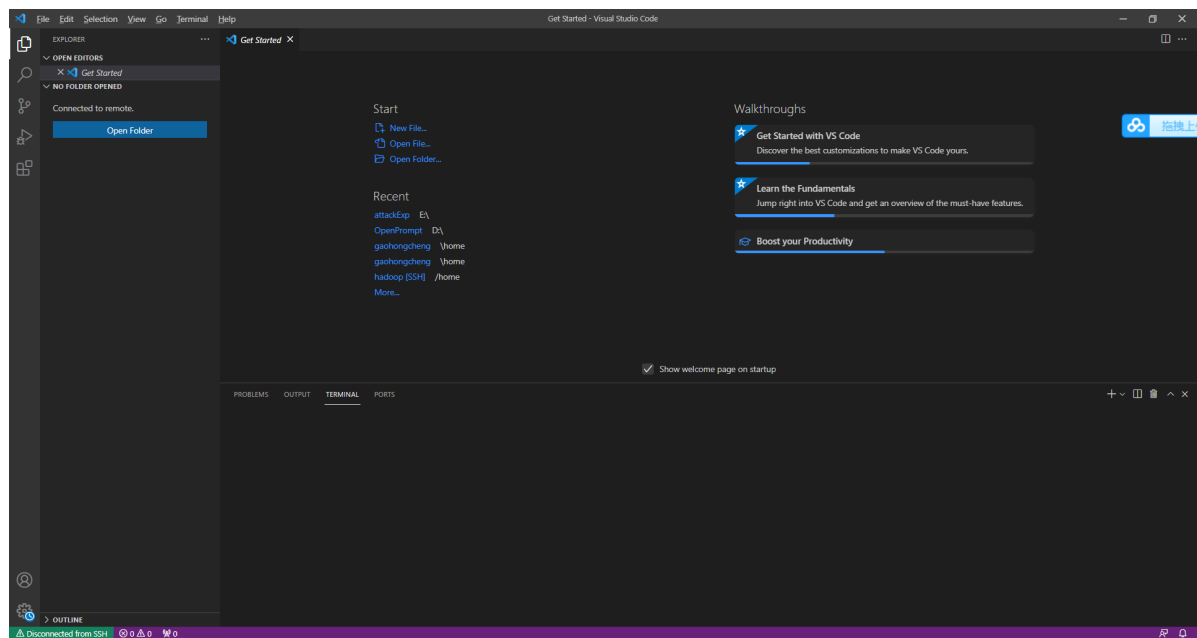 File Edit Selection View Go Terminal Help
Get Started - Visual Studio Code
EXPLORER
Get Started
OPEN EDITORS
Get Started
NO FOLDER OPENED
Connected to remote.
Open Folder
Start
New File...
Open File...
Open Folder...
Recent
attackExp E:\
OpenPrompt D:\
gaohongcheng \home
gaohongcheng \home
hadoop [SSH] /home
More...
Walkthroughs
Get Started with VS Code
Discover the best customizations to make VS Code yours.
Learn the Fundamentals
Jump right into VS Code and get an overview of the must-have features.
Boost your Productivity
拖拽上
Show welcome page on startup
PROBLEMS OUTPUT TERMINAL PORTS
OUTLINE
Disconnected from SSH 0 0 0